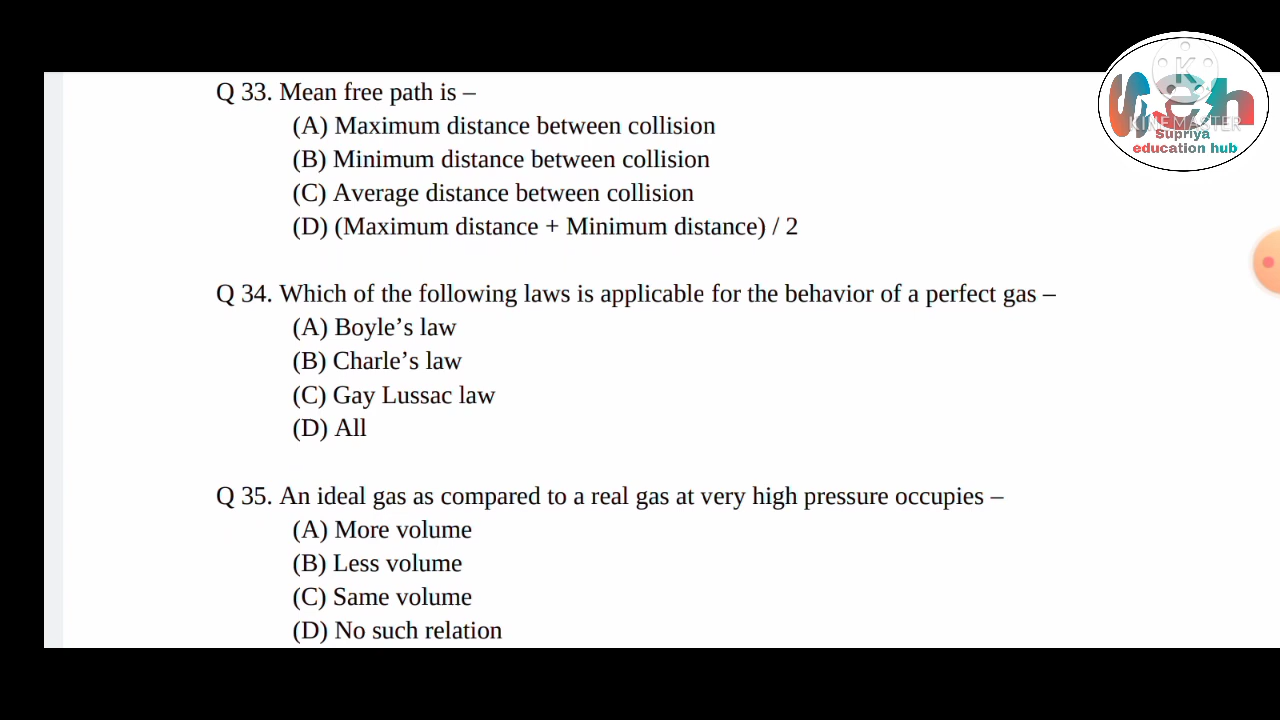 Q 33. Mean free path is –
(A) Maximum distance between collision
(B) Minimum distance between collision
(C) Average distance between collision
(D) (Maximum distance + Minimum distance) / 2
Q 34. Which of the following laws is applicable for the behavior of a perfect gas –
(A) Boyle’s law
(B) Charle’s law
(C) Gay Lussac law
(D) All
Q 35. An ideal gas as compared to a real gas at very high pressure occupies –
(A) More volume
(B) Less volume
(C) Same volume
(D) No such relation
K
Seh
KINEMASTER
Supriya
education hub